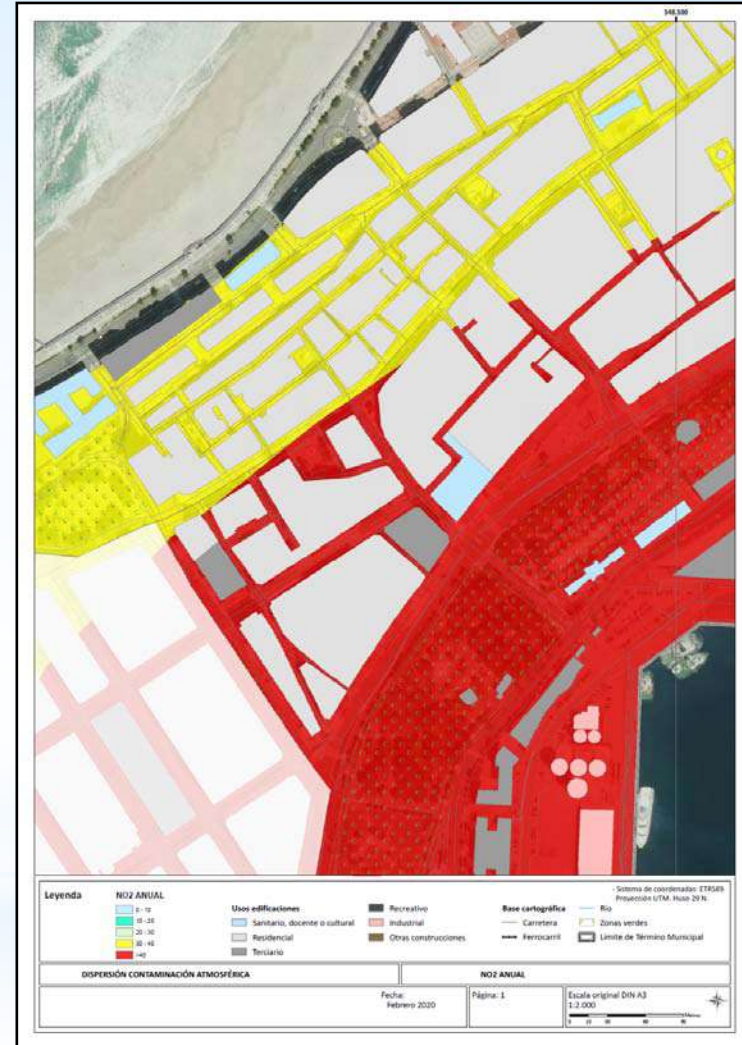 548.500
Leyenda
NO2 ANUAL
0 - 10
10 - 20
20 - 30
30 - 40
>40
Usos edificaciones
Sanitario, docente o cultural
Residencial
Terciario
Recreativo
Industrial
Otras construcciones
Base cartográfica
Carretera
Ferrocarril
Río
Zonas verdes
Límite de Término Municipal
- Sistema de coordenadas: ETRS89
Proyección UTM. Huso 29 N.
DISPERSIÓN CONTAMINACIÓN ATMOSFÉRICA
NO2 ANUAL
Fecha:
Febrero 2020
Página: 1
Escala original DIN A3
1:2.000